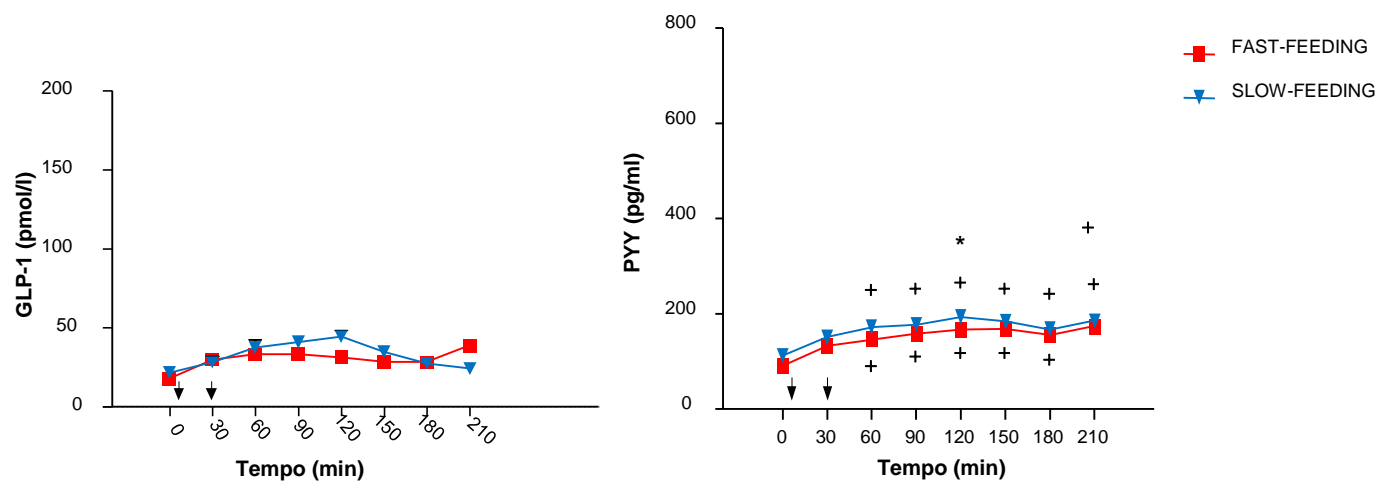 200
150
100
50
0
GLP-1 (pmol/l)
0 30 60 90 120 150 180 210
Tempo (min)
800
600
400
200
0
PYY (pg/ml)
*
+
+ + + + + +
+ + + + +
0 30 60 90 120 150 180 210
Tempo (min)
FAST-FEEDING
SLOW-FEEDING